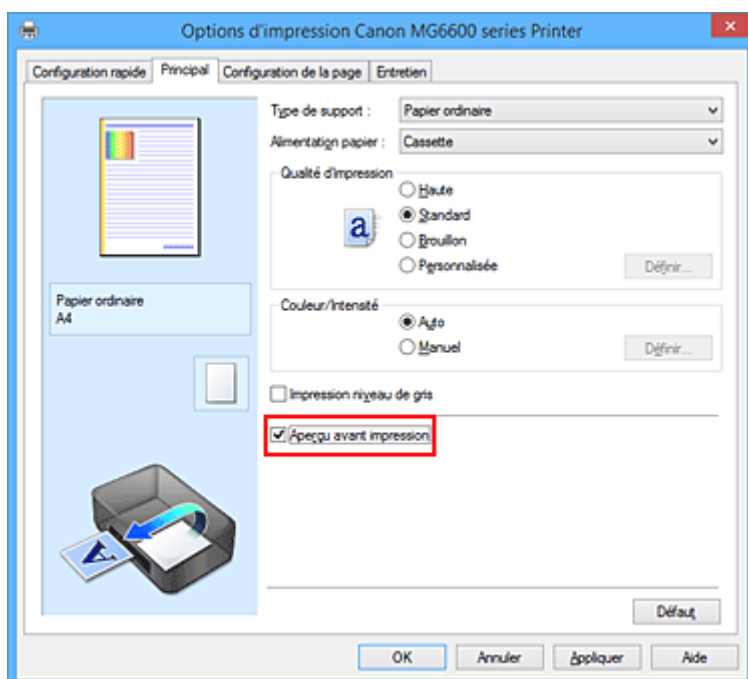 Options d'impression Canon MG6600 series Printer
Configuration rapide Principal Configuration de la page Entretien
Type de support : Papier ordinaire
Alimentation papier : Cassette
Qualité d'impression
Haute
a
Standard
Brouillon
Personnalisée Définir...
Papier ordinaire
A4
Couleur/Intensité
Auto
Manuel Définir...
Impression niveau de gris
Aperçu avant impression
A
Défaut
OK Annuler Appliquer Aide